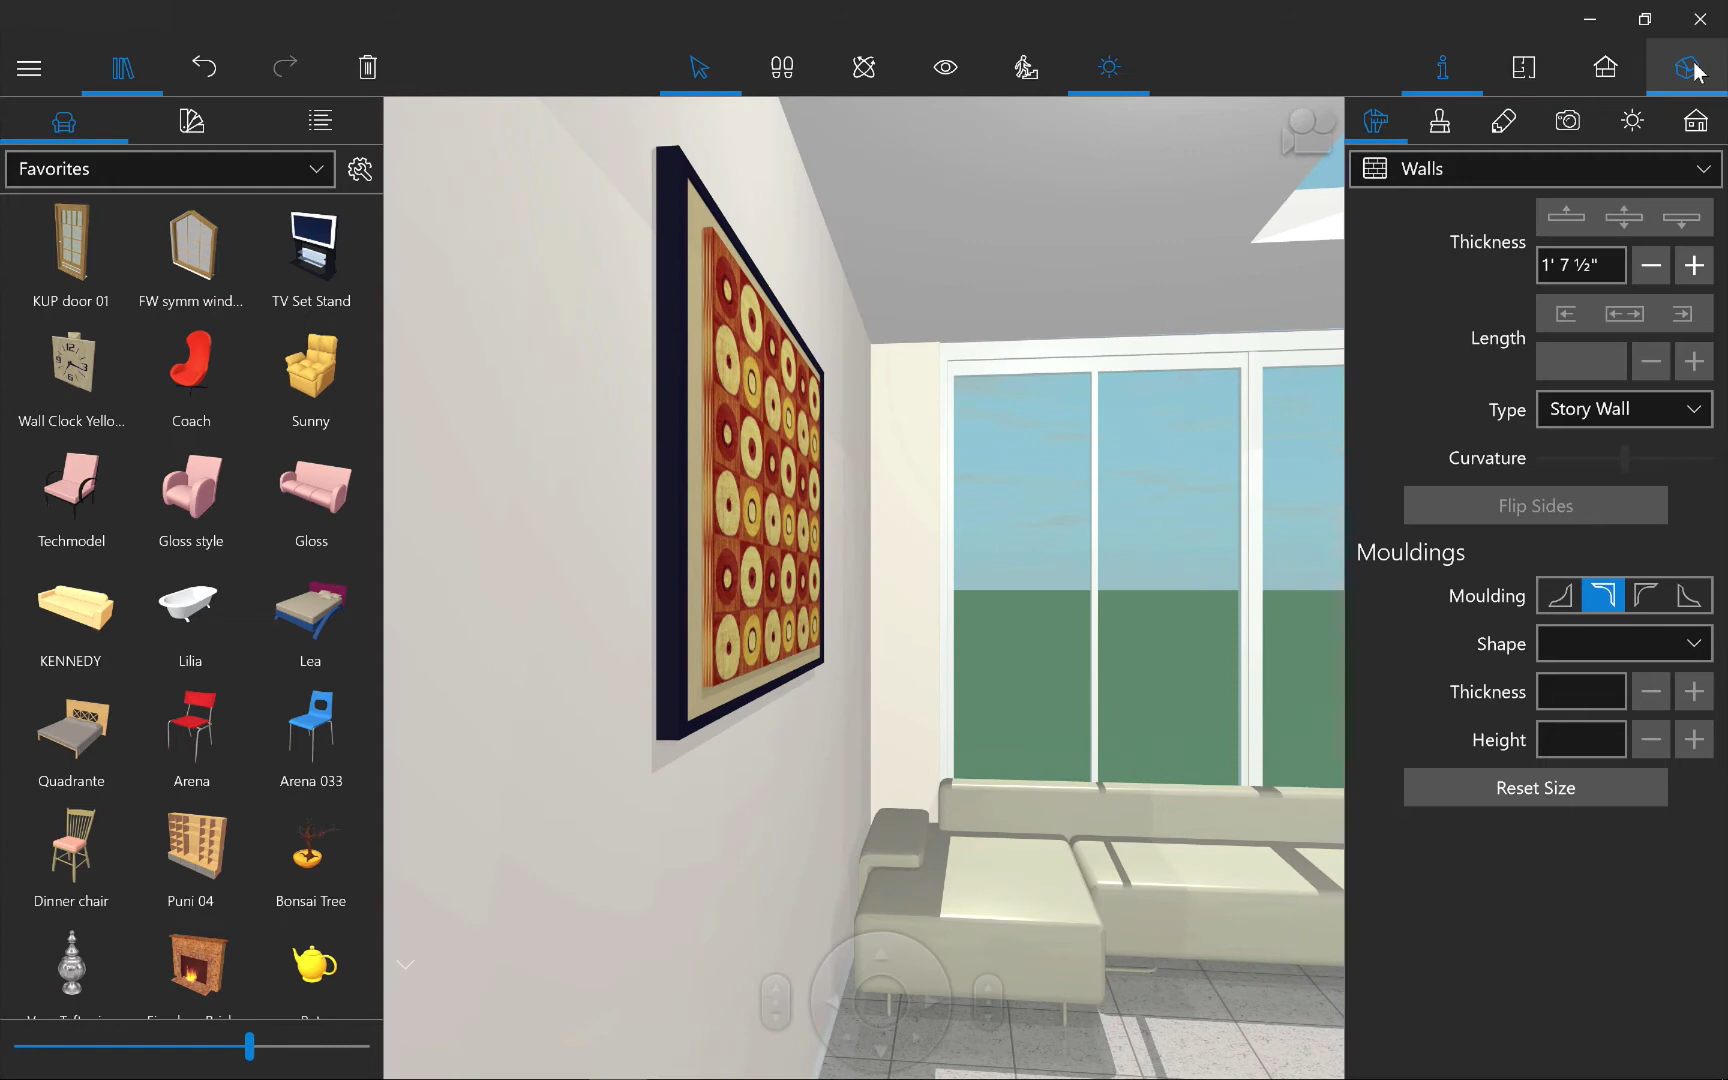 Favorites
KUP door 01
FW symm wind...
TV Set Stand
Wall Clock Yello...
Coach
Sunny
Techmodel
Gloss style
Gloss
KENNEDY
Lilia
Lea
Quadrante
Arena
Arena 033
Dinner chair
Puni 04
Bonsai Tree
Walls
Thickness
1' 7 ½"
Length
Type
Story Wall
Curvature
Flip Sides
Mouldings
Moulding
Shape
Thickness
Height
Reset Size